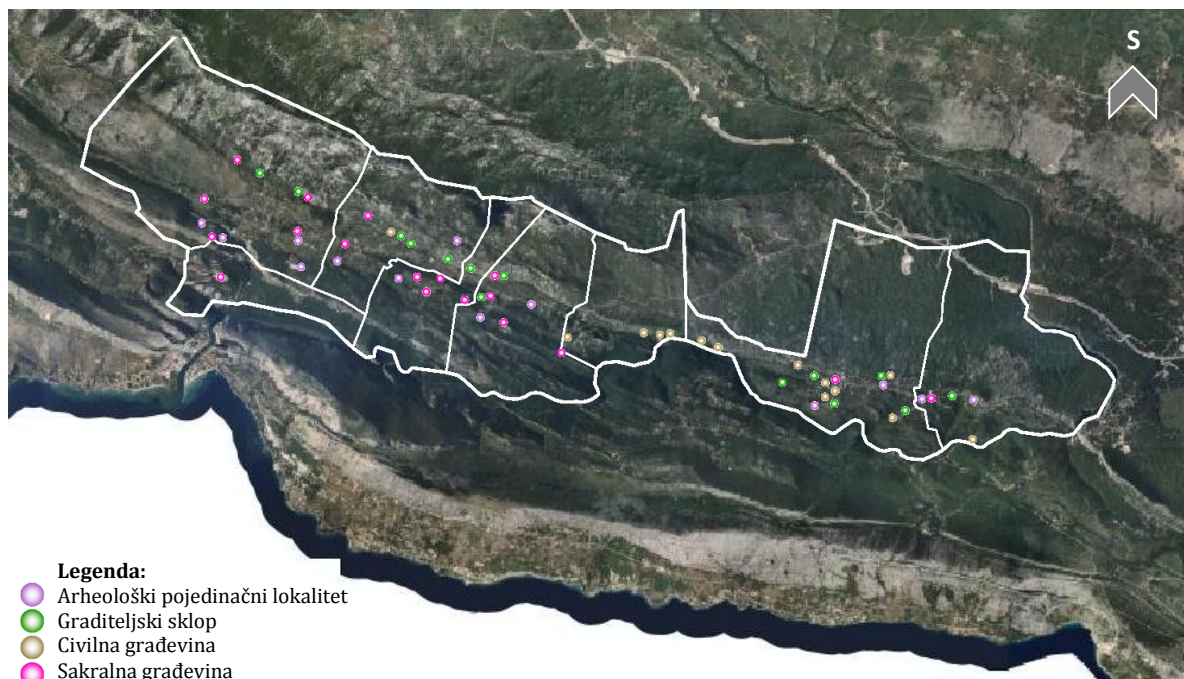 S
Legenda:
Arheološki pojedinačni lokalitet
Graditeljski sklop
Civilna građevina
Sakralna građevina